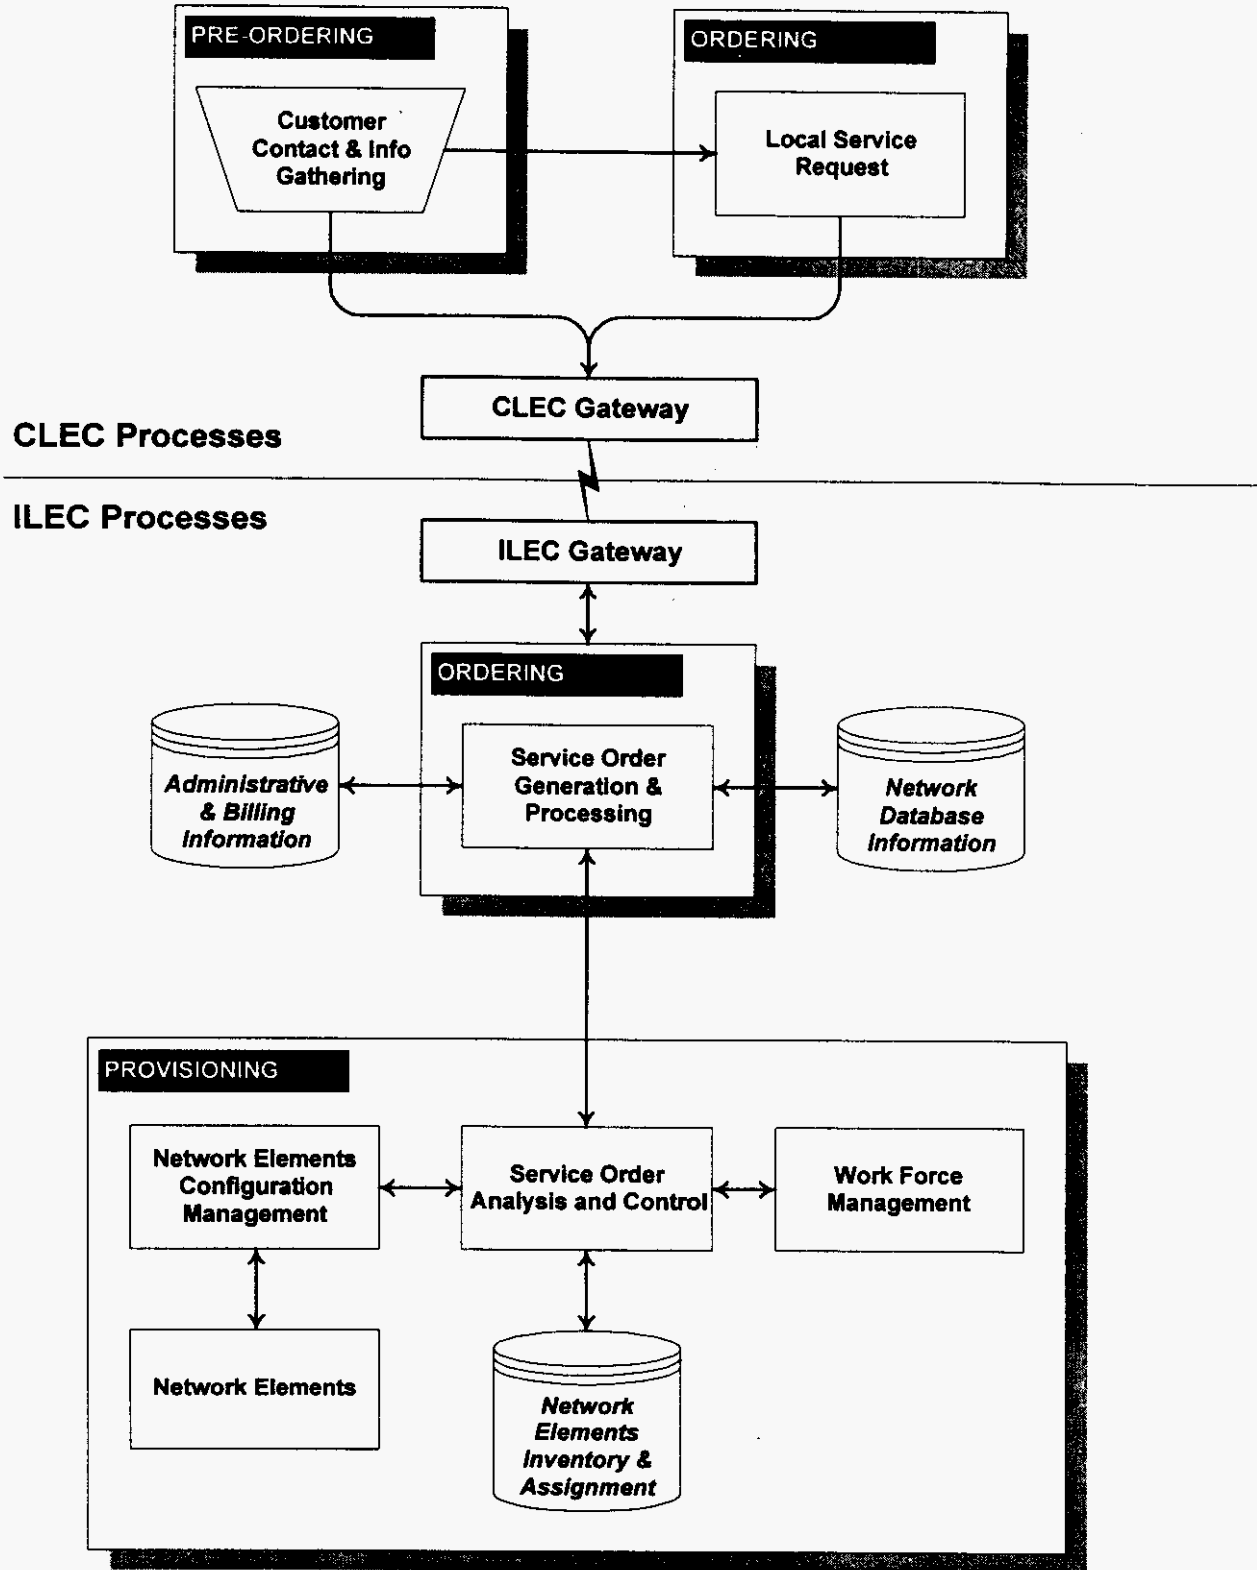 PRE-ORDERING
Customer
Contact & Info
Gathering
ORDERING
Local Service
Request
CLEC Gateway
CLEC Processes
ILEC Processes
ILEC Gateway
ORDERING
Administrative
& Billing
Information
Service Order
Generation &
Processing
Network
Database
Information
PROVISIONING
Network Elements
Configuration
Management
Service Order
Analysis and Control
Work Force
Management
Network Elements
Network
Elements
Inventory &
Assignment